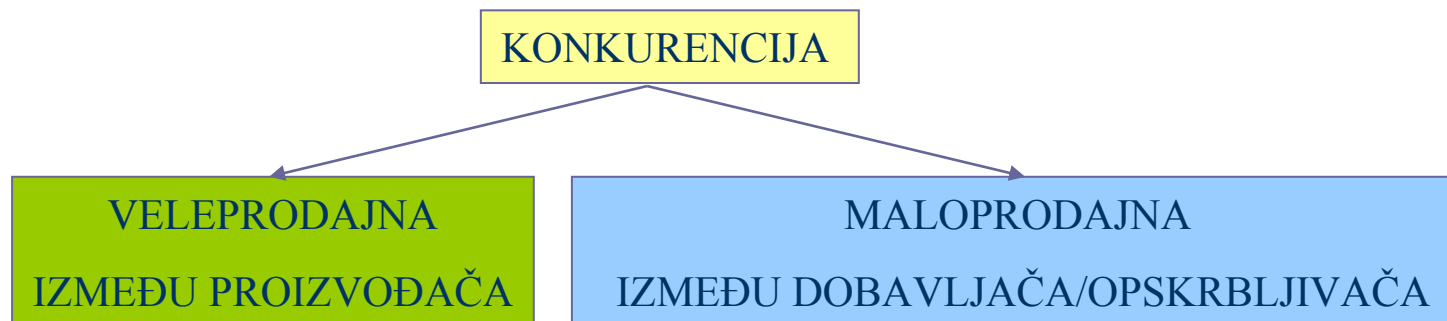 KONKURENCIJA
VELEPRODAJNA
IZMEĐU PROIZVOĐAČA
MALOPRODAJNA
IZMEĐU DOBAVLJAČA/OPSKRBLJIVAČA